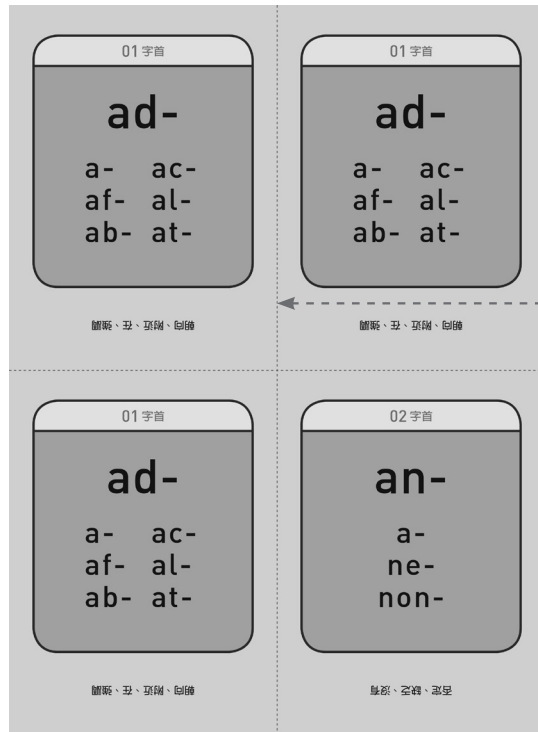 01 字首
ad-
a- ac-
af- al-
ab- at-
朝向、附近、在、強調
01 字首
ad-
a- ac-
af- al-
ab- at-
朝向、附近、在、強調
01 字首
ad-
a- ac-
af- al-
ab- at-
朝向、附近、在、強調
02 字首
an-
a-
ne-
non-
否定、缺乏、沒有